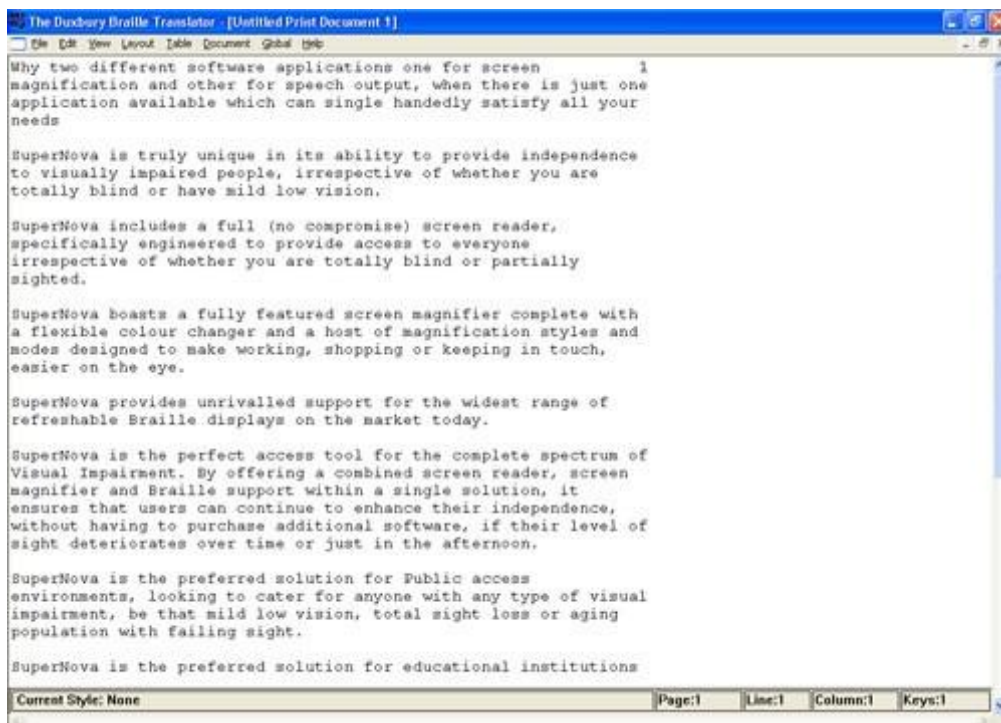 The Duxbury Braille Translator - [Untitled Print Document 1]
File Edit View Layout Table Document Global Help
Why two different software applications one for screen 1
magnification and other for speech output, when there is just one
application available which can single handedly satisfy all your
needs
SuperNova is truly unique in its ability to provide independence
to visually impaired people, irrespective of whether you are
totally blind or have mild low vision.
SuperNova includes a full (no compromise) screen reader,
specifically engineered to provide access to everyone
irrespective of whether you are totally blind or partially
sighted.
SuperNova boasts a fully featured screen magnifier complete with
a flexible colour changer and a host of magnification styles and
modes designed to make working, shopping or keeping in touch,
easier on the eye.
SuperNova provides unrivalled support for the widest range of
refreshable Braille displays on the market today.
SuperNova is the perfect access tool for the complete spectrum of
Visual Impairment. By offering a combined screen reader, screen
magnifier and Braille support within a single solution, it
ensures that users can continue to enhance their independence,
without having to purchase additional software, if their level of
sight deteriorates over time or just in the afternoon.
SuperNova is the preferred solution for Public access
environments, looking to cater for anyone with any type of visual
impairment, be that mild low vision, total sight loss or aging
population with failing sight.
SuperNova is the preferred solution for educational institutions
Current Style: None Page:1 Line:1 Column:1 Keys:1